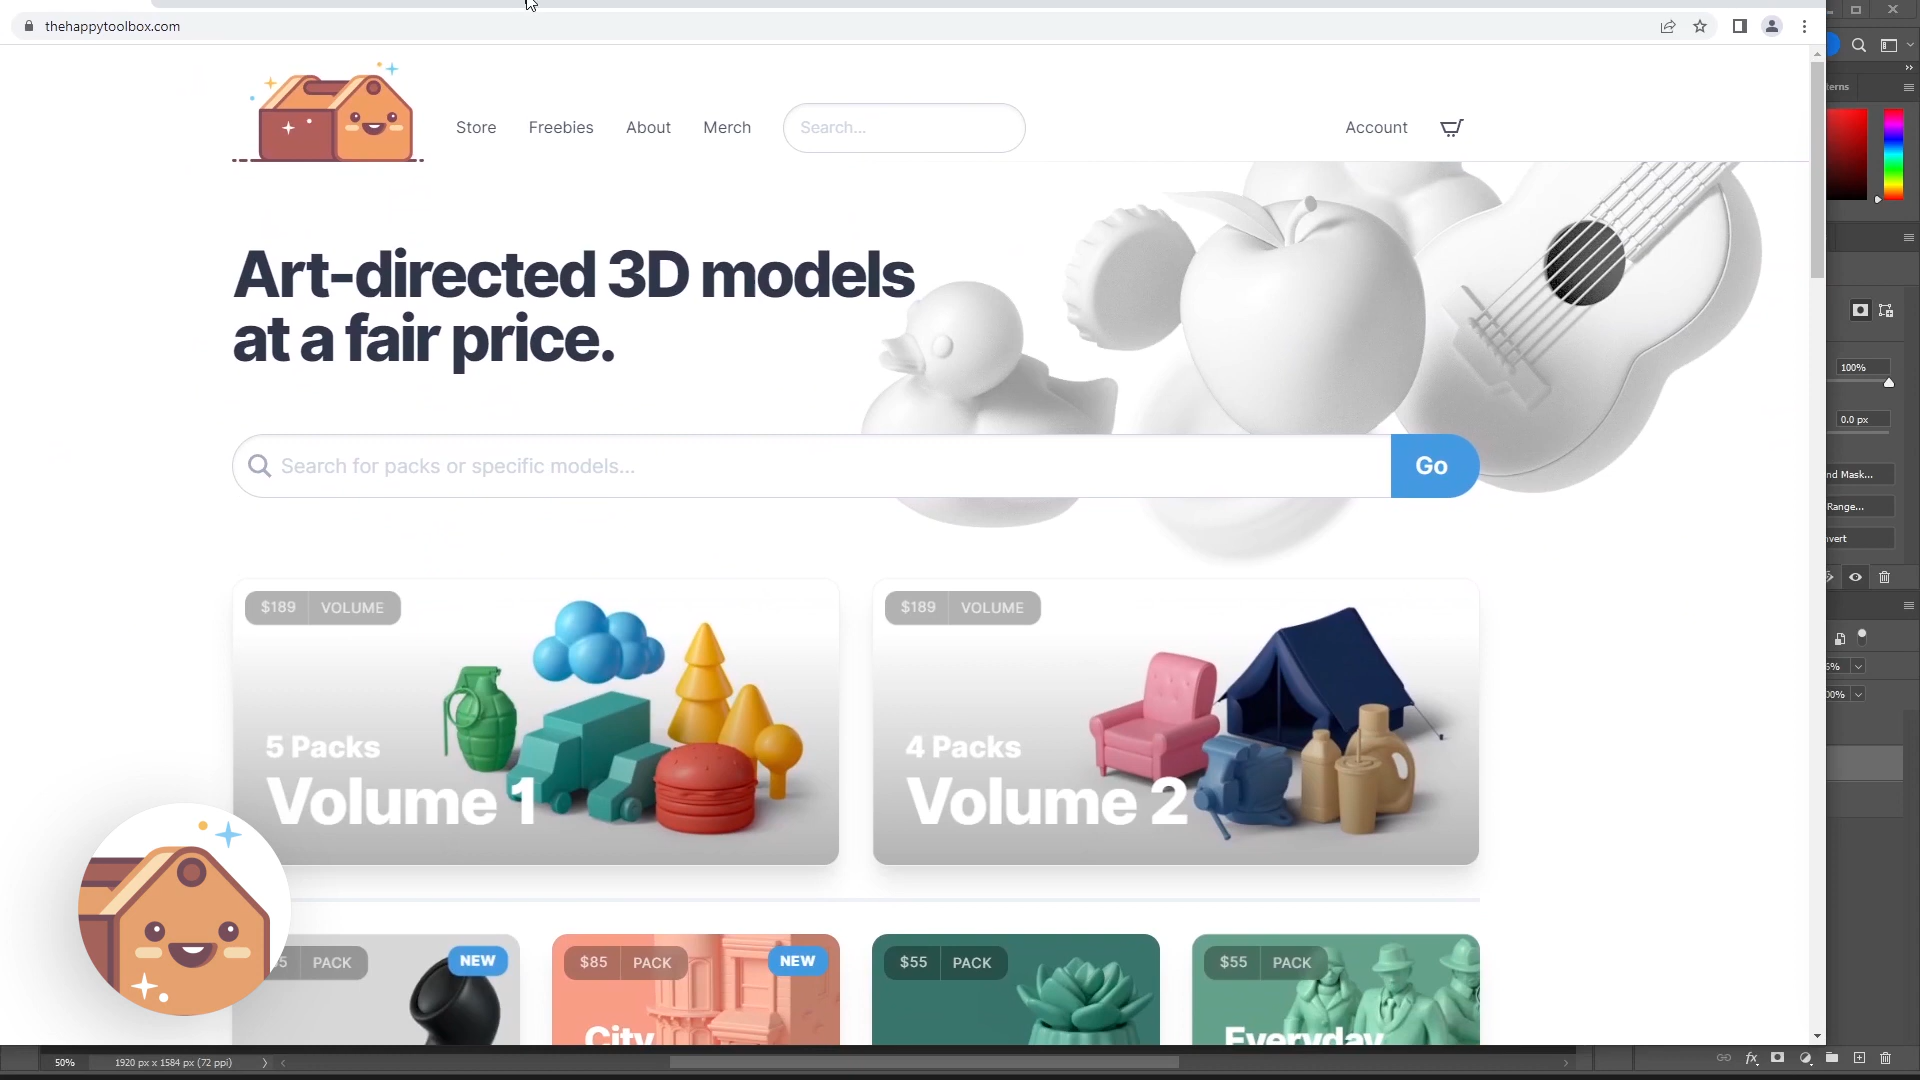 thehappytoolbox.com
Store
Freebies
About
Merch
Search...
Account
Art-directed 3D models
at a fair price.
Search for packs or specific models...
Go
$189 VOLUME
5 Packs
Volume 1
$189 VOLUME
4 Packs
Volume 2
PACK
NEW
$85 PACK
NEW
City
$55 PACK
$55 PACK
Everyday
100%
0.0 px
nd Mask...
Range...
50%
1920 px x 1584 px (72 ppi)
fx